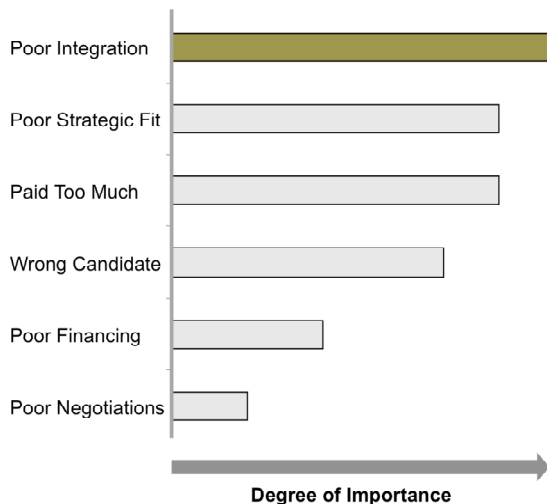 Poor Integration
Poor Strategic Fit
Paid Too Much
Wrong Candidate
Poor Financing
Poor Negotiations
Degree of Importance